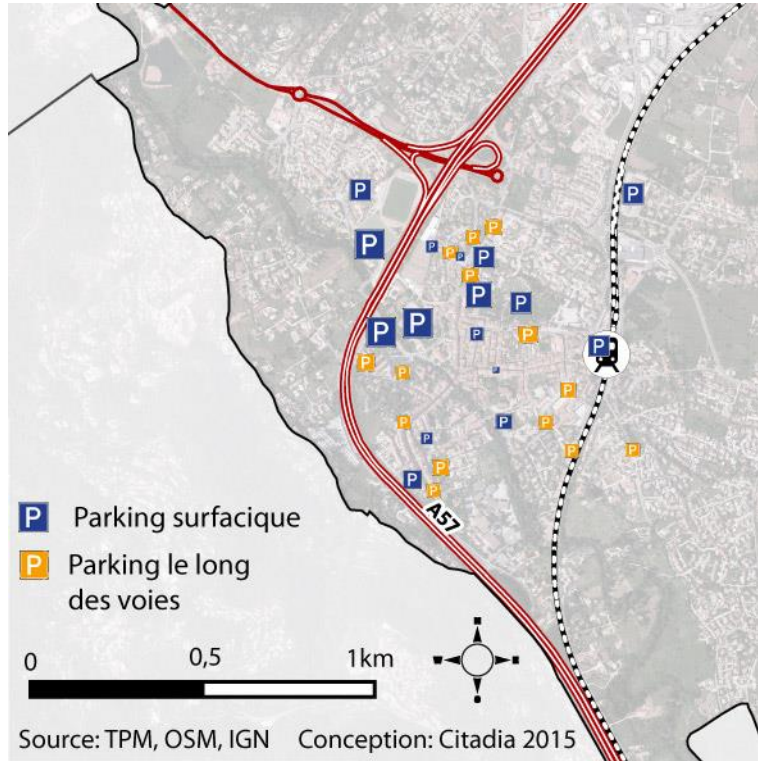 A57
P Parking surfacique
P Parking le long
des voies
0 0,5 1km
Source: TPM, OSM, IGN Conception: Citadia 2015